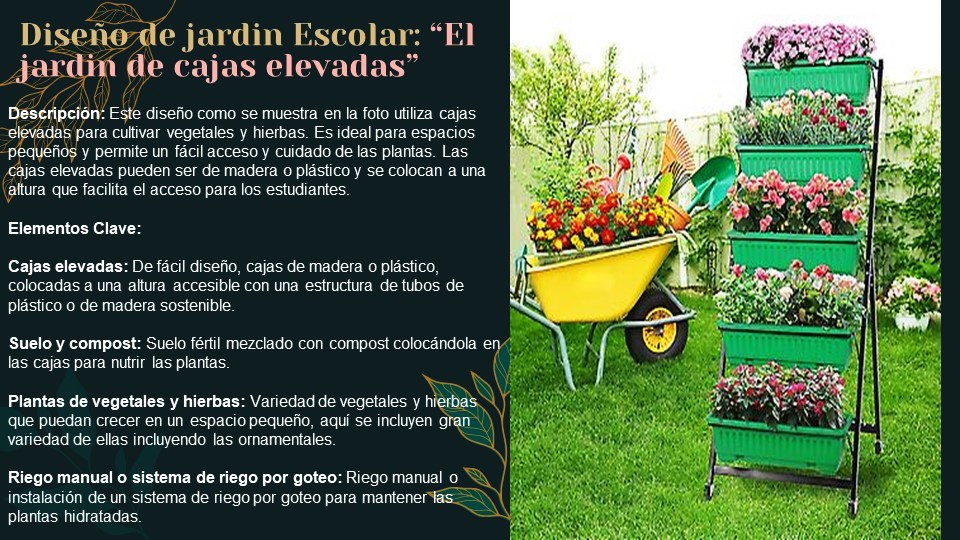 Diseño de jardin Escolar: “El
jardin de cajas elevadas”
Descripción: Este diseño como se muestra en la foto utiliza cajas
elevadas para cultivar vegetales y hierbas. Es ideal para espacios
pequeños y permite un fácil acceso y cuidado de las plantas. Las
cajas elevadas pueden ser de madera o plástico y se colocan a una
altura que facilita el acceso para los estudiantes.
Elementos Clave:
Cajas elevadas: De fácil diseño, cajas de madera o plástico,
colocadas a una altura accesible con una estructura de tubos de
plástico o de madera sostenible.
Suelo y compost: Suelo fértil mezclado con compost colocándola en
las cajas para nutrir las plantas.
Plantas de vegetales y hierbas: Variedad de vegetales y hierbas
que puedan crecer en un espacio pequeño, aquí se incluyen gran
variedad de ellas incluyendo las ornamentales.
Riego manual o sistema de riego por goteo: Riego manual o
instalación de un sistema de riego por goteo para mantener las
plantas hidratadas.